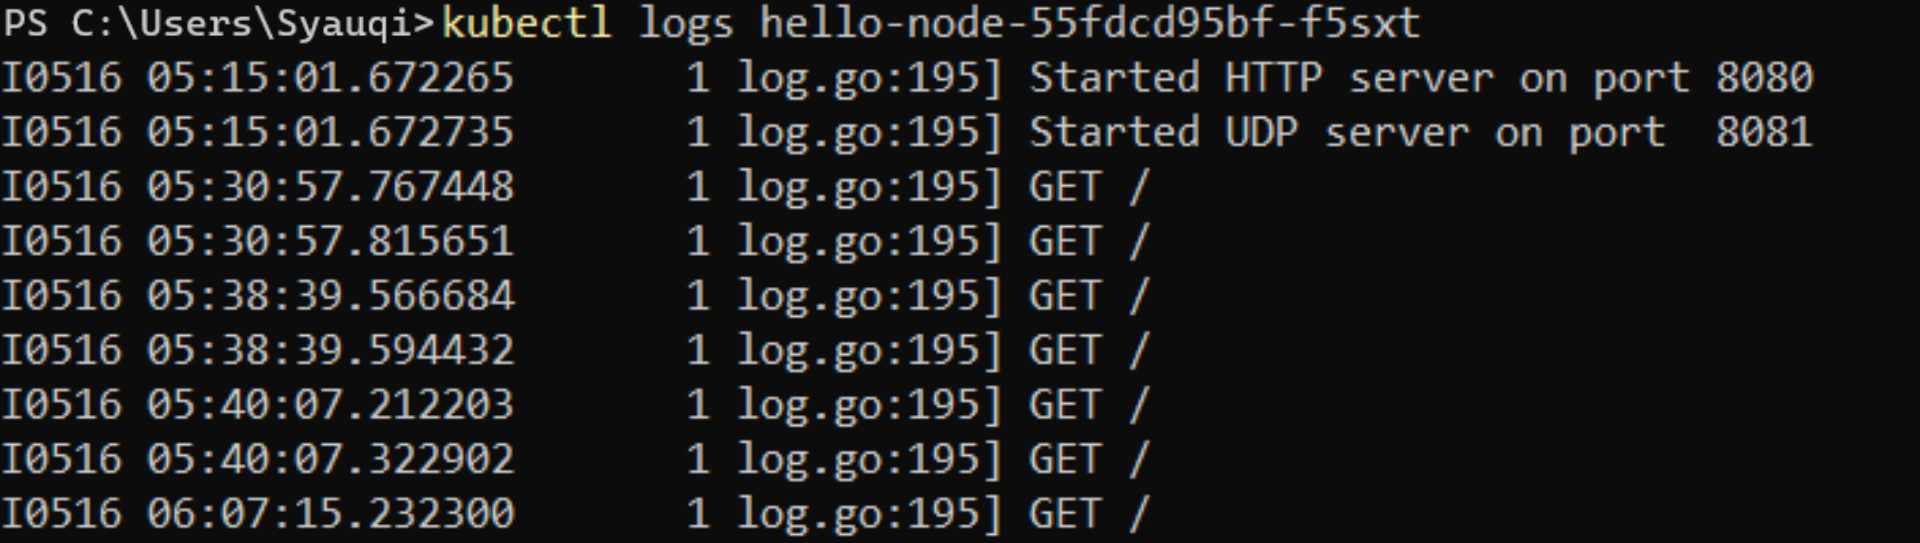 PS C:\Users\Syauqi>kubectl logs hello-node-55fdcd95bf-f5sxt
I0516 05:15:01.672265       1 log.go:195] Started HTTP server on port 8080
I0516 05:15:01.672735       1 log.go:195] Started UDP server on port  8081
I0516 05:30:57.767448       1 log.go:195] GET /
I0516 05:30:57.815651       1 log.go:195] GET /
I0516 05:38:39.566684       1 log.go:195] GET /
I0516 05:38:39.594432       1 log.go:195] GET /
I0516 05:40:07.212203       1 log.go:195] GET /
I0516 05:40:07.322902       1 log.go:195] GET /
I0516 06:07:15.232300       1 log.go:195] GET /